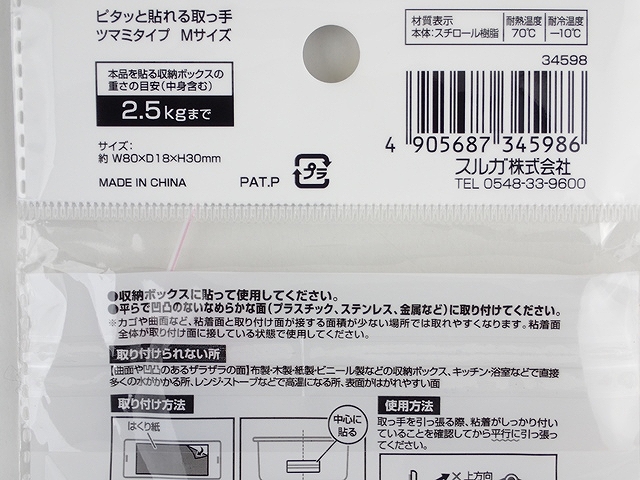 ピタッと貼れる取っ手
ツマミタイプ Mサイズ
本品を貼る収納ボックスの
重さの目安(中身含む)
2.5kgまで
サイズ:
約 W80×D18×H30mm
MADE IN CHINA
PAT.P
プラ
材質表示
本体:スチロール樹脂
耐熱温度
70℃
耐冷温度
-10℃
34598
4 905687 345986
スルガ株式会社
TEL 0548-33-9600
●収納ボックスに貼って使用してください。
●平らで凹凸のないなめらかな面(プラスチック、ステンレス、金属など)に取り付けてください。
※カゴや曲面など、粘着面と取り付け面が接する面積が少ない場所では取れやすくなります。粘着面
全体が取り付け面に接している状態で使用してください。
取り付けられない所
【曲面や凹凸のあるザラザラの面】布製・木製・紙製・ビニール製などの収納ボックス、キッチン・浴室などで直接
多くの水がかかる所、レンジ・ストーブなどで高温になる所、表面がはがれやすい面
取り付け方法
はくり紙
中心に
貼る
使用方法
取っ手を引っ張る際、粘着がしっかり付い
ていることを確認してから平行に引っ張っ
てください。
×上方向